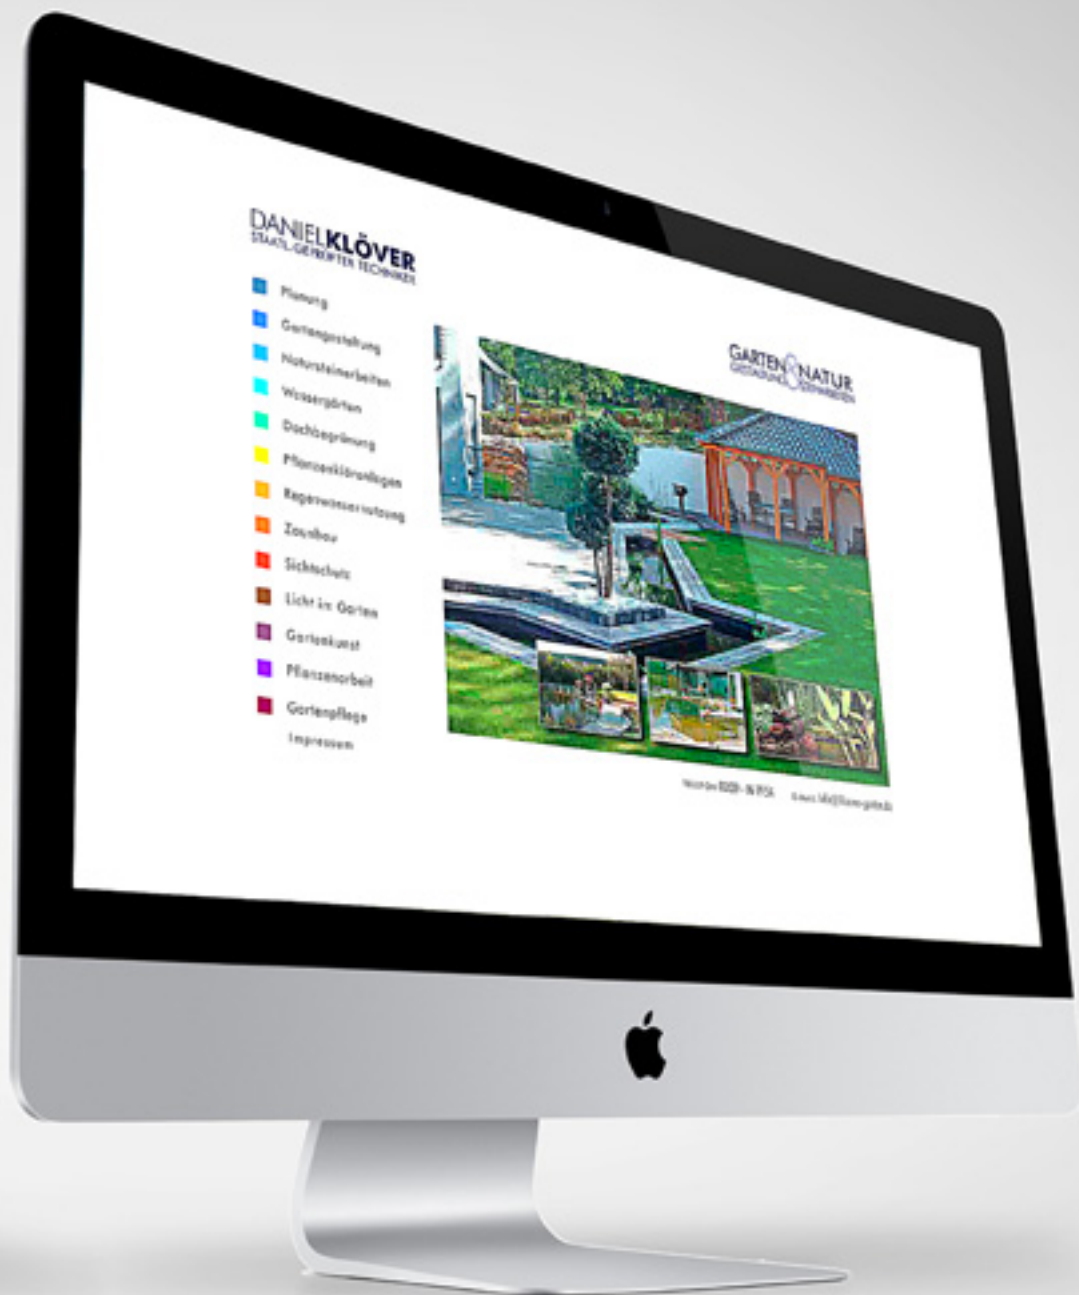 DANIELKLÖVER
STAATL. GEPRÜFTER TECHNIKER
Planung
Gartengestaltung
Natursteinarbeiten
Wassergärten
Dachbegrünung
Pflanzenkläranlagen
Regenwassernutzung
Zaunbau
Sichtschutz
Licht im Garten
Gartenkunst
Pflanzenarbeit
Gartenpflege
Impressum
GARTEN&NATUR
GESTALTUNG